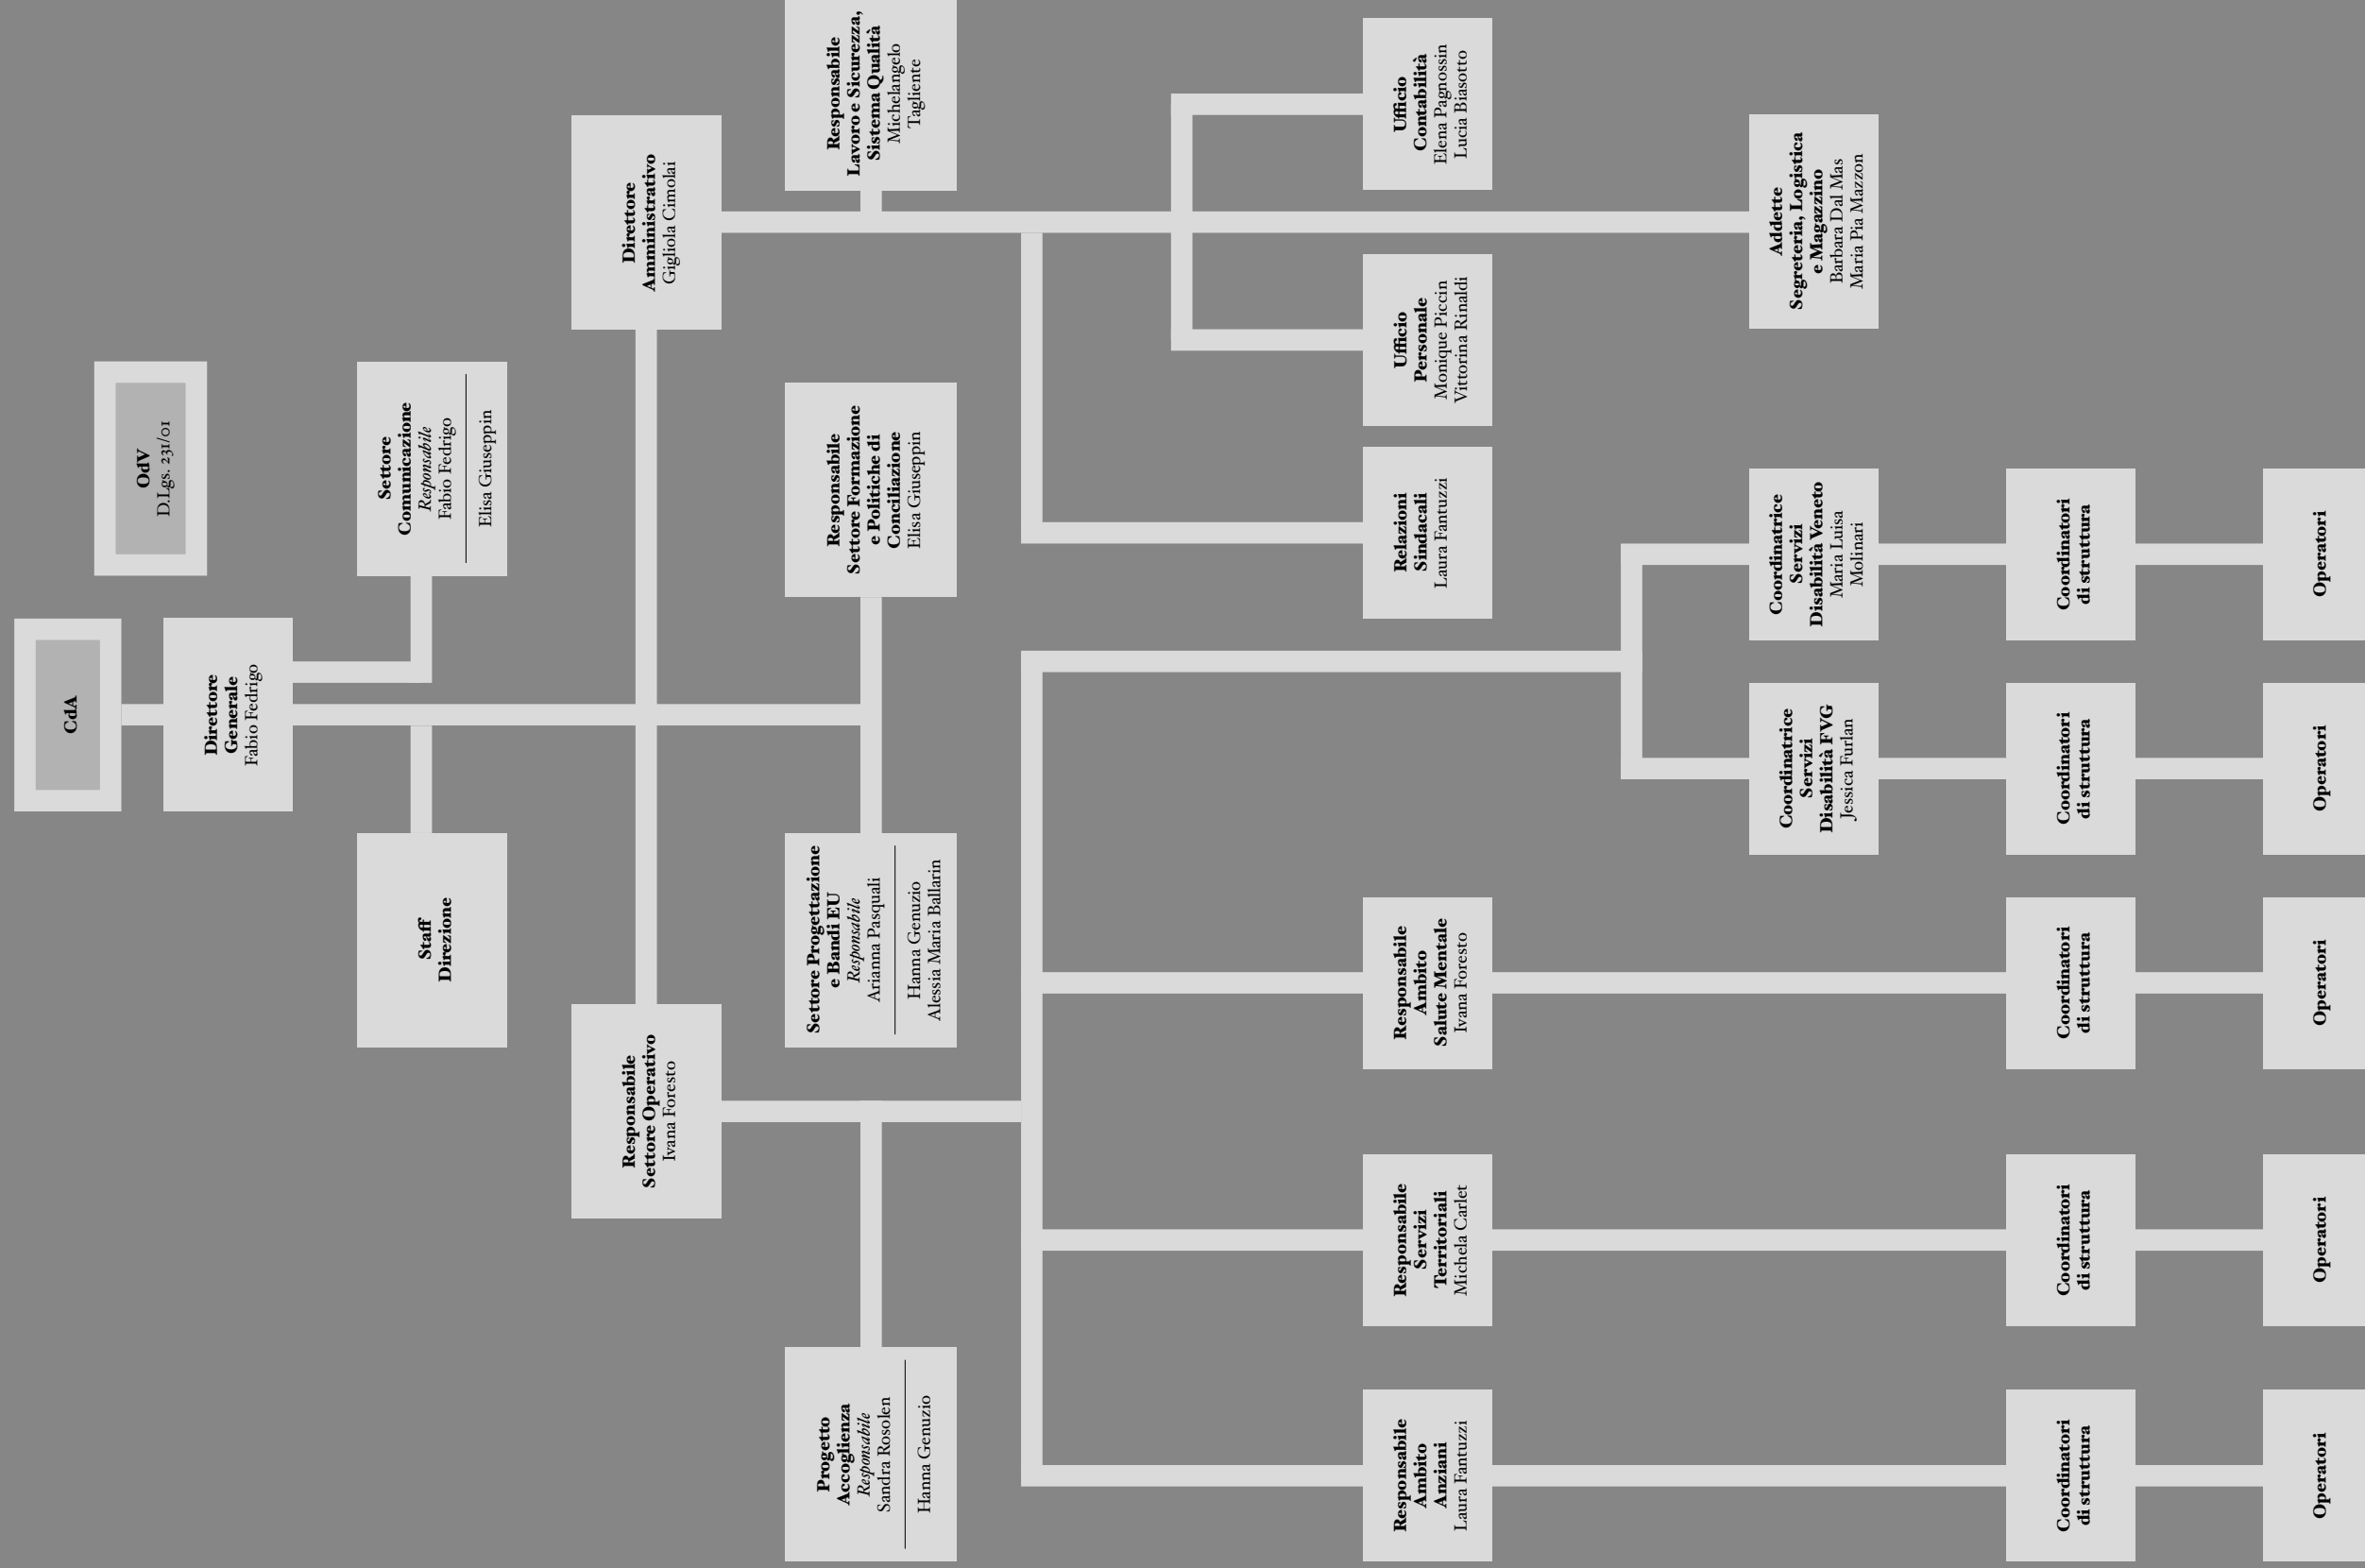 CdA
OdV
D.Lgs. 231/01
Direttore
Generale
Fabio Fedrigo
Staff
Direzione
Settore
Comunicazione
Responsabile
Fabio Fedrigo
Elisa Giuseppin
Responsabile
Settore Operativo
Ivana Foresto
Direttore
Amministrativo
Gigliola Cimolai
Progetto
Accoglienza
Responsabile
Sandra Rosolen
Hanna Genuzio
Settore Progettazione
e Bandi EU
Responsabile
Arianna Pasquali
Hanna Genuzio
Alessia Maria Ballarin
Responsabile
Settore Formazione
e Politiche di
Conciliazione
Elisa Giuseppin
Responsabile
Lavoro e Sicurezza,
Sistema Qualità
Michelangelo
Tagliente
Responsabile
Ambito
Anziani
Laura Fantuzzi
Responsabile
Servizi
Territoriali
Michela Carlet
Responsabile
Ambito
Salute Mentale
Ivana Foresto
Relazioni
Sindacali
Laura Fantuzzi
Ufficio
Personale
Monique Piccin
Vittorina Rinaldi
Ufficio
Contabilità
Elena Pagnossin
Lucia Biasotto
Coordinatrice
Servizi
Disabilità FVG
Jessica Furlan
Coordinatrice
Servizi
Disabilità Veneto
Maria Luisa
Molinari
Addette
Segreteria, Logistica
e Magazzino
Barbara Dal Mas
Maria Pia Mazzon
Coordinatori
di struttura
Coordinatori
di struttura
Coordinatori
di struttura
Coordinatori
di struttura
Coordinatori
di struttura
Operatori
Operatori
Operatori
Operatori
Operatori